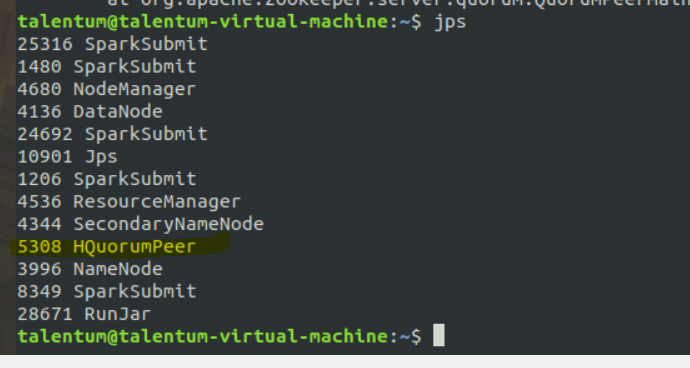 at org.apache.zookeeper.server.quorum.QuorumPeerMain
talentum@talentum-virtual-machine:~$ jps
25316 SparkSubmit
1480 SparkSubmit
4680 NodeManager
4136 DataNode
24692 SparkSubmit
10901 Jps
1206 SparkSubmit
4536 ResourceManager
4344 SecondaryNameNode
5308 HQuorumPeer
3996 NameNode
8349 SparkSubmit
28671 RunJar
talentum@talentum-virtual-machine:~$